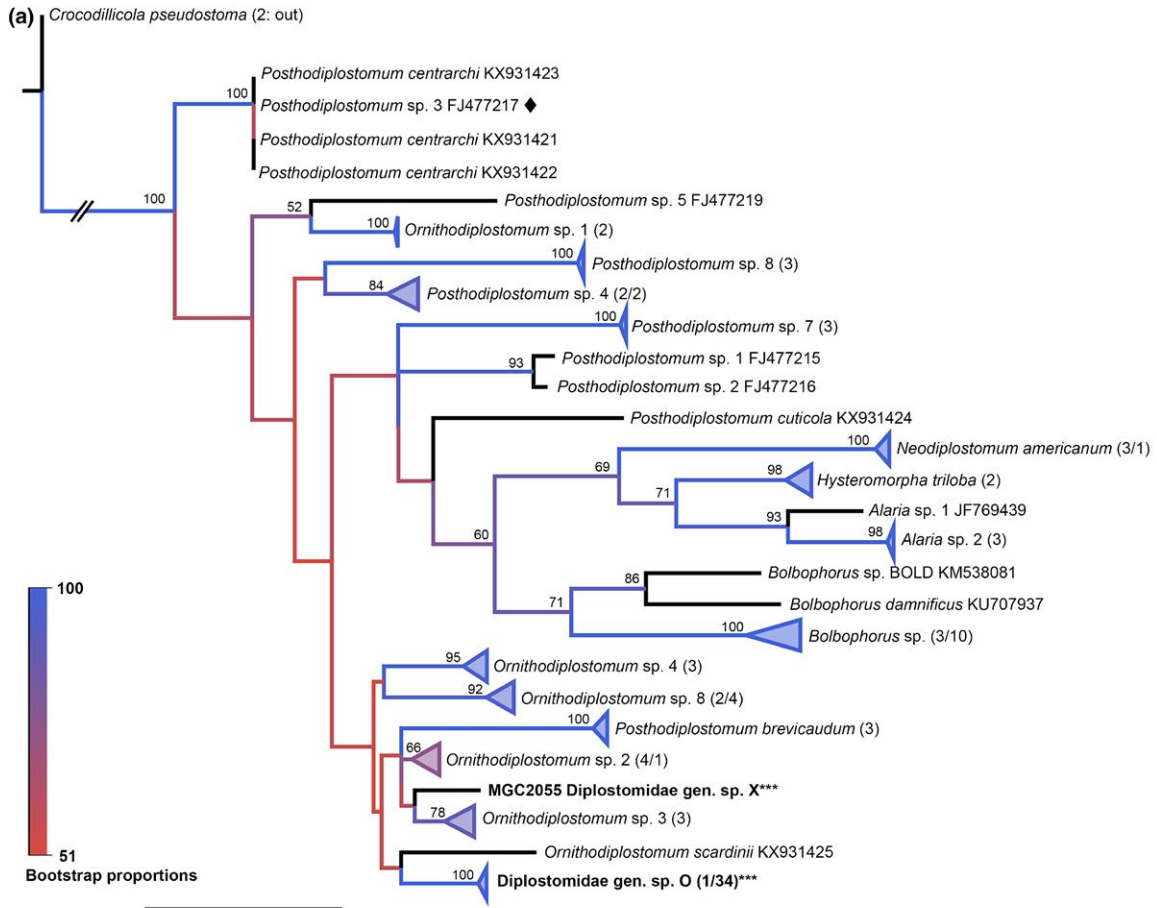 (a)
Crocodillicola pseudostoma (2: out)
Posthodiplostomum centrarchi KX931423
100
Posthodiplostomum sp. 3 FJ477217 ♦
Posthodiplostomum centrarchi KX931421
Posthodiplostomum centrarchi KX931422
100
52
Posthodiplostomum sp. 5 FJ477219
100
Ornithodiplostomum sp. 1 (2)
100
Posthodiplostomum sp. 8 (3)
84
Posthodiplostomum sp. 4 (2/2)
100
Posthodiplostomum sp. 7 (3)
93
Posthodiplostomum sp. 1 FJ477215
Posthodiplostomum sp. 2 FJ477216
Posthodiplostomum cuticola KX931424
100
Neodiplostomum americanum (3/1)
69
98
Hysteromorpha triloba (2)
71
Alaria sp. 1 JF769439
93
98
Alaria sp. 2 (3)
60
Bolbophorus sp. BOLD KM538081
86
Bolbophorus damnificus KU707937
71
100
Bolbophorus sp. (3/10)
95
Ornithodiplostomum sp. 4 (3)
92
Ornithodiplostomum sp. 8 (2/4)
100
Posthodiplostomum brevicaudum (3)
66
Ornithodiplostomum sp. 2 (4/1)
MGC2055 Diplostomidae gen. sp. X***
78
Ornithodiplostomum sp. 3 (3)
Ornithodiplostomum scardinii KX931425
100
Diplostomidae gen. sp. O (1/34)***
100
51
Bootstrap proportions